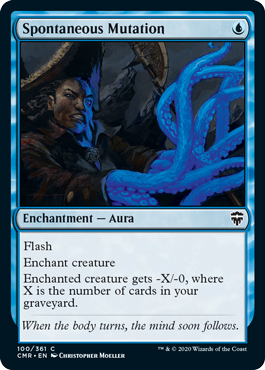 Spontaneous Mutation
Enchantment — Aura
Flash
Enchant creature
Enchanted creature gets -X/-0, where
X is the number of cards in your
graveyard.
When the body turns, the mind soon follows.
100/361 C
CMR • EN Christopher Moeller
™ & © 2020 Wizards of the Coast